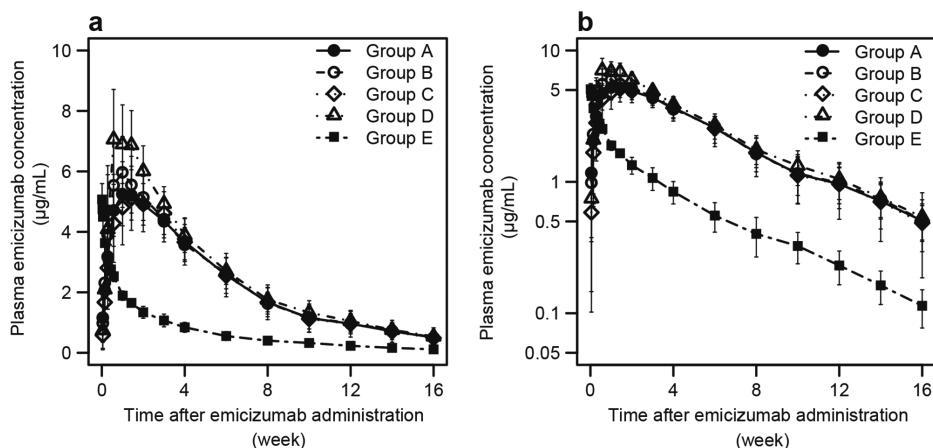 a
Plasma emicizumab concentration
(μg/mL)
10
8
6
4
2
0
Group A
Group B
Group C
Group D
Group E
0 4 8 12 16
Time after emicizumab administration
(week)
b
Plasma emicizumab concentration
(μg/mL)
10
5
1
0.5
0.1
0.05
Group A
Group B
Group C
Group D
Group E
0 4 8 12 16
Time after emicizumab administration
(week)